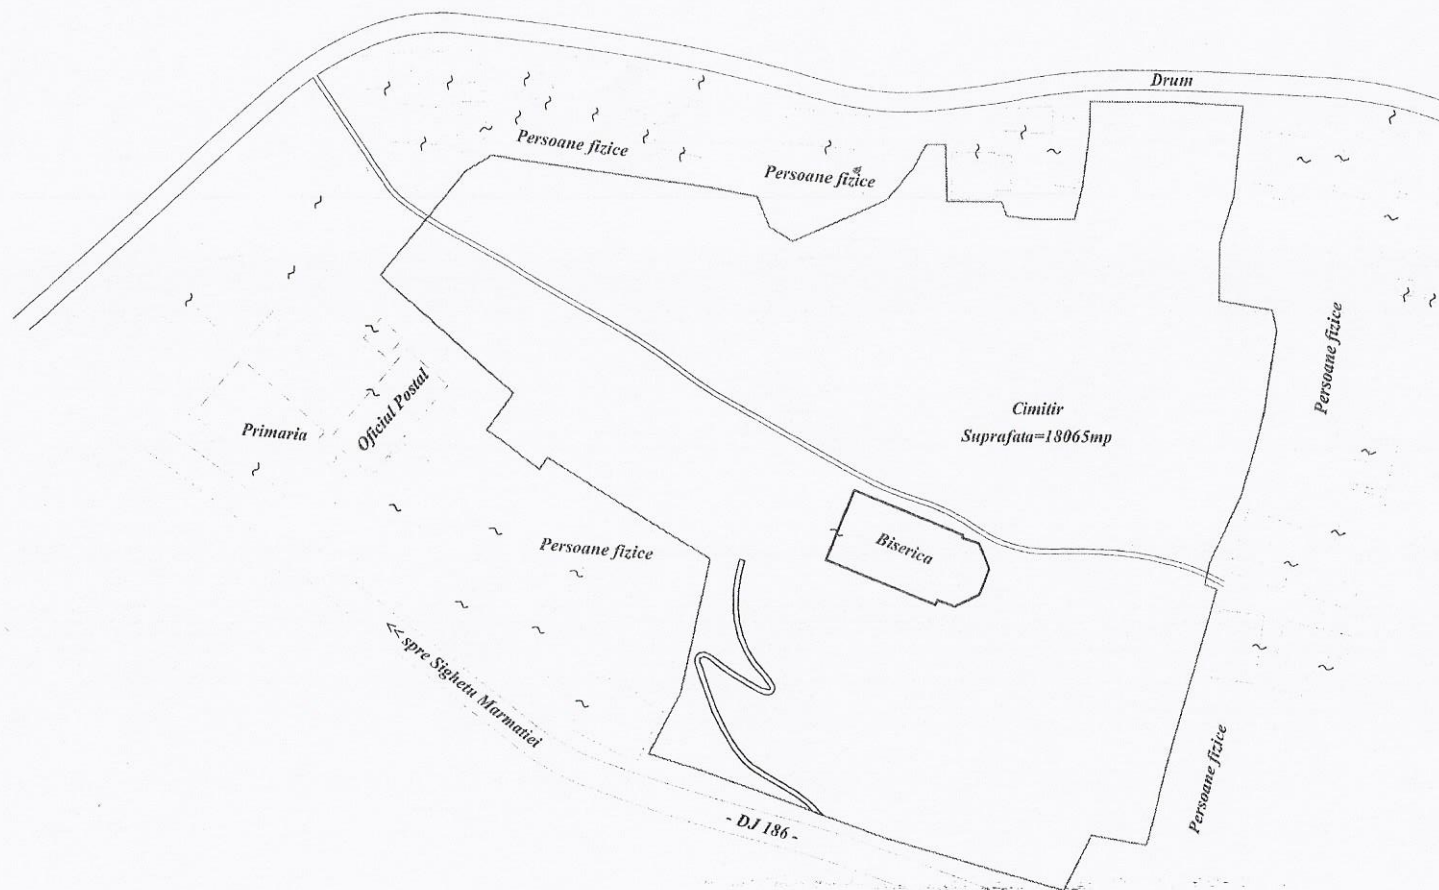 Drum
Persoane fizice
Persoane fizice
Persoane fizice
Cimitir
Suprafata=18065mp
Oficiul Postal
Primaria
Biserica
Persoane fizice
<< spre Sighetu Marmatiei
Persoane fizice
- DJ 186 -